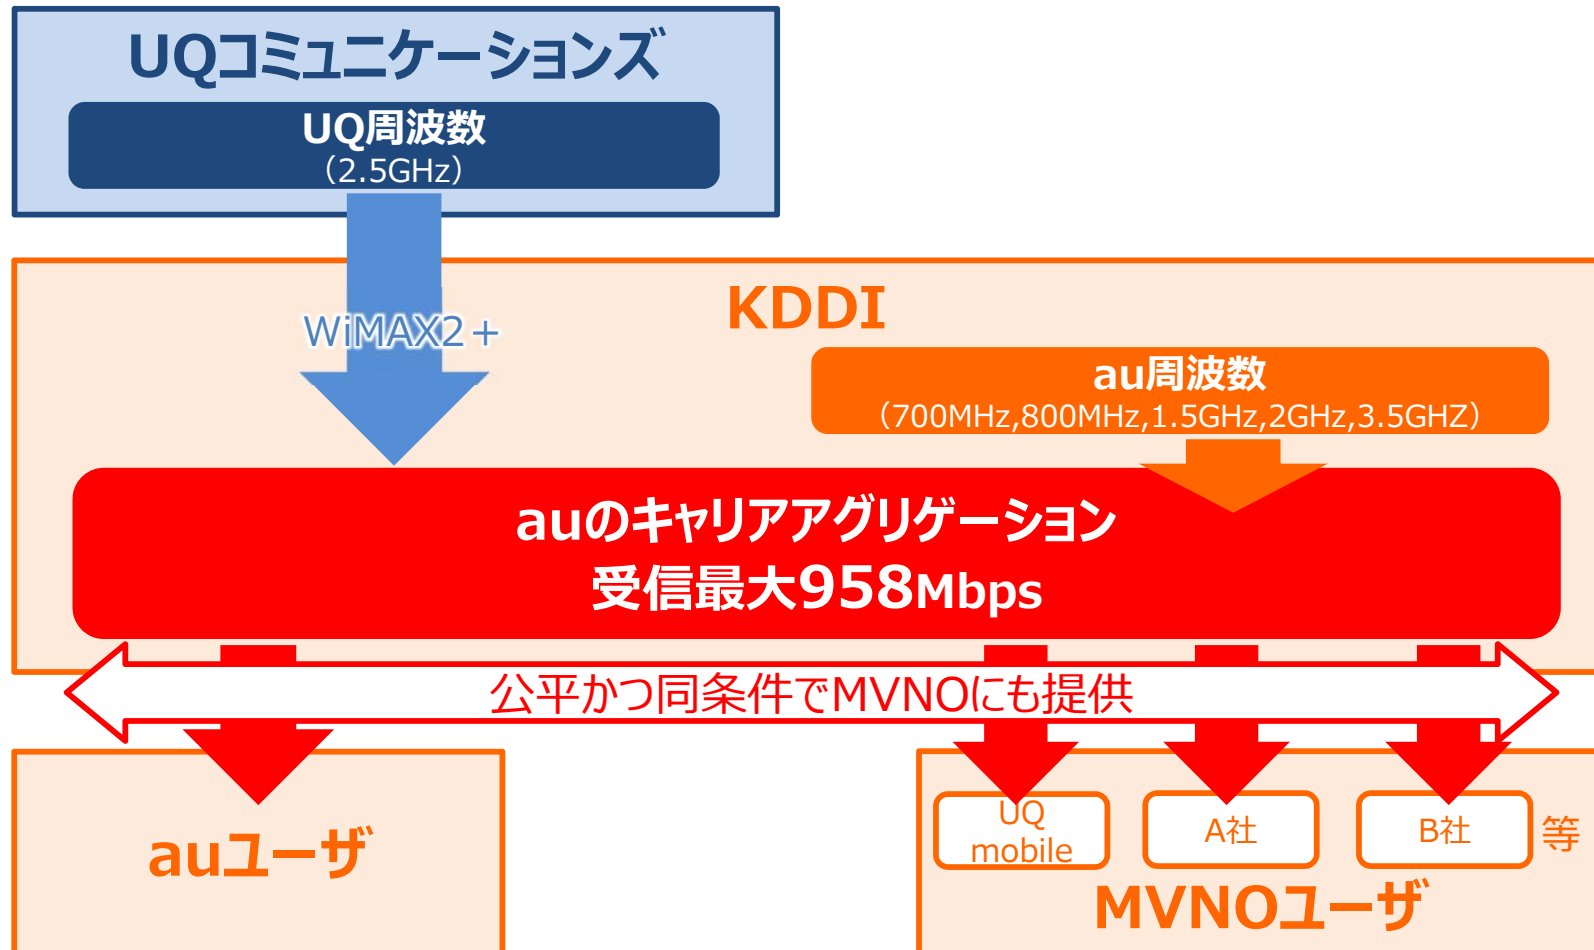 UQコミュニケーションズ
UQ周波数
（2.5GHz）
WiMAX2＋
KDDI
au周波数
（700MHz,800MHz,1.5GHz,2GHz,3.5GHZ）
auのキャリアアグリゲーション
受信最大958Mbps
公平かつ同条件でMVNOにも提供
auユーザ
UQ
mobile
A社
B社
等
MVNOユーザ